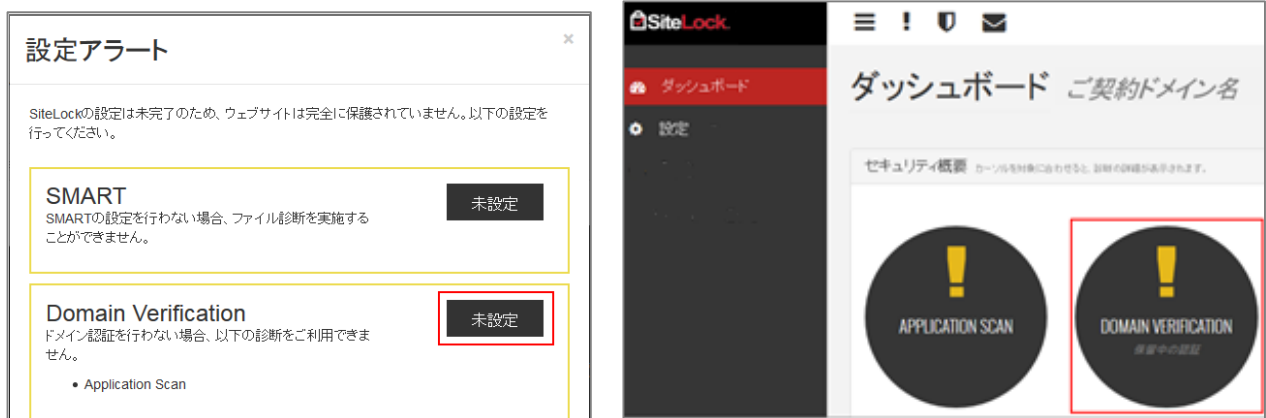 設定アラート
×
SiteLockの設定は未完了のため、ウェブサイトは完全に保護されていません。以下の設定を
行ってください。
SMART
SMARTの設定を行わない場合、ファイル診断を実施する
ことができません。
未設定
Domain Verification
ドメイン認証を行わない場合、以下の診断をご利用できま
せん。
未設定
• Application Scan
SiteLock.
ダッシュボード
設定
ダッシュボード ご契約ドメイン名
セキュリティ概要 カーソルを対象に合わせると、診断の詳細が表示されます。
APPLICATION SCAN
DOMAIN VERIFICATION
保留中の認証